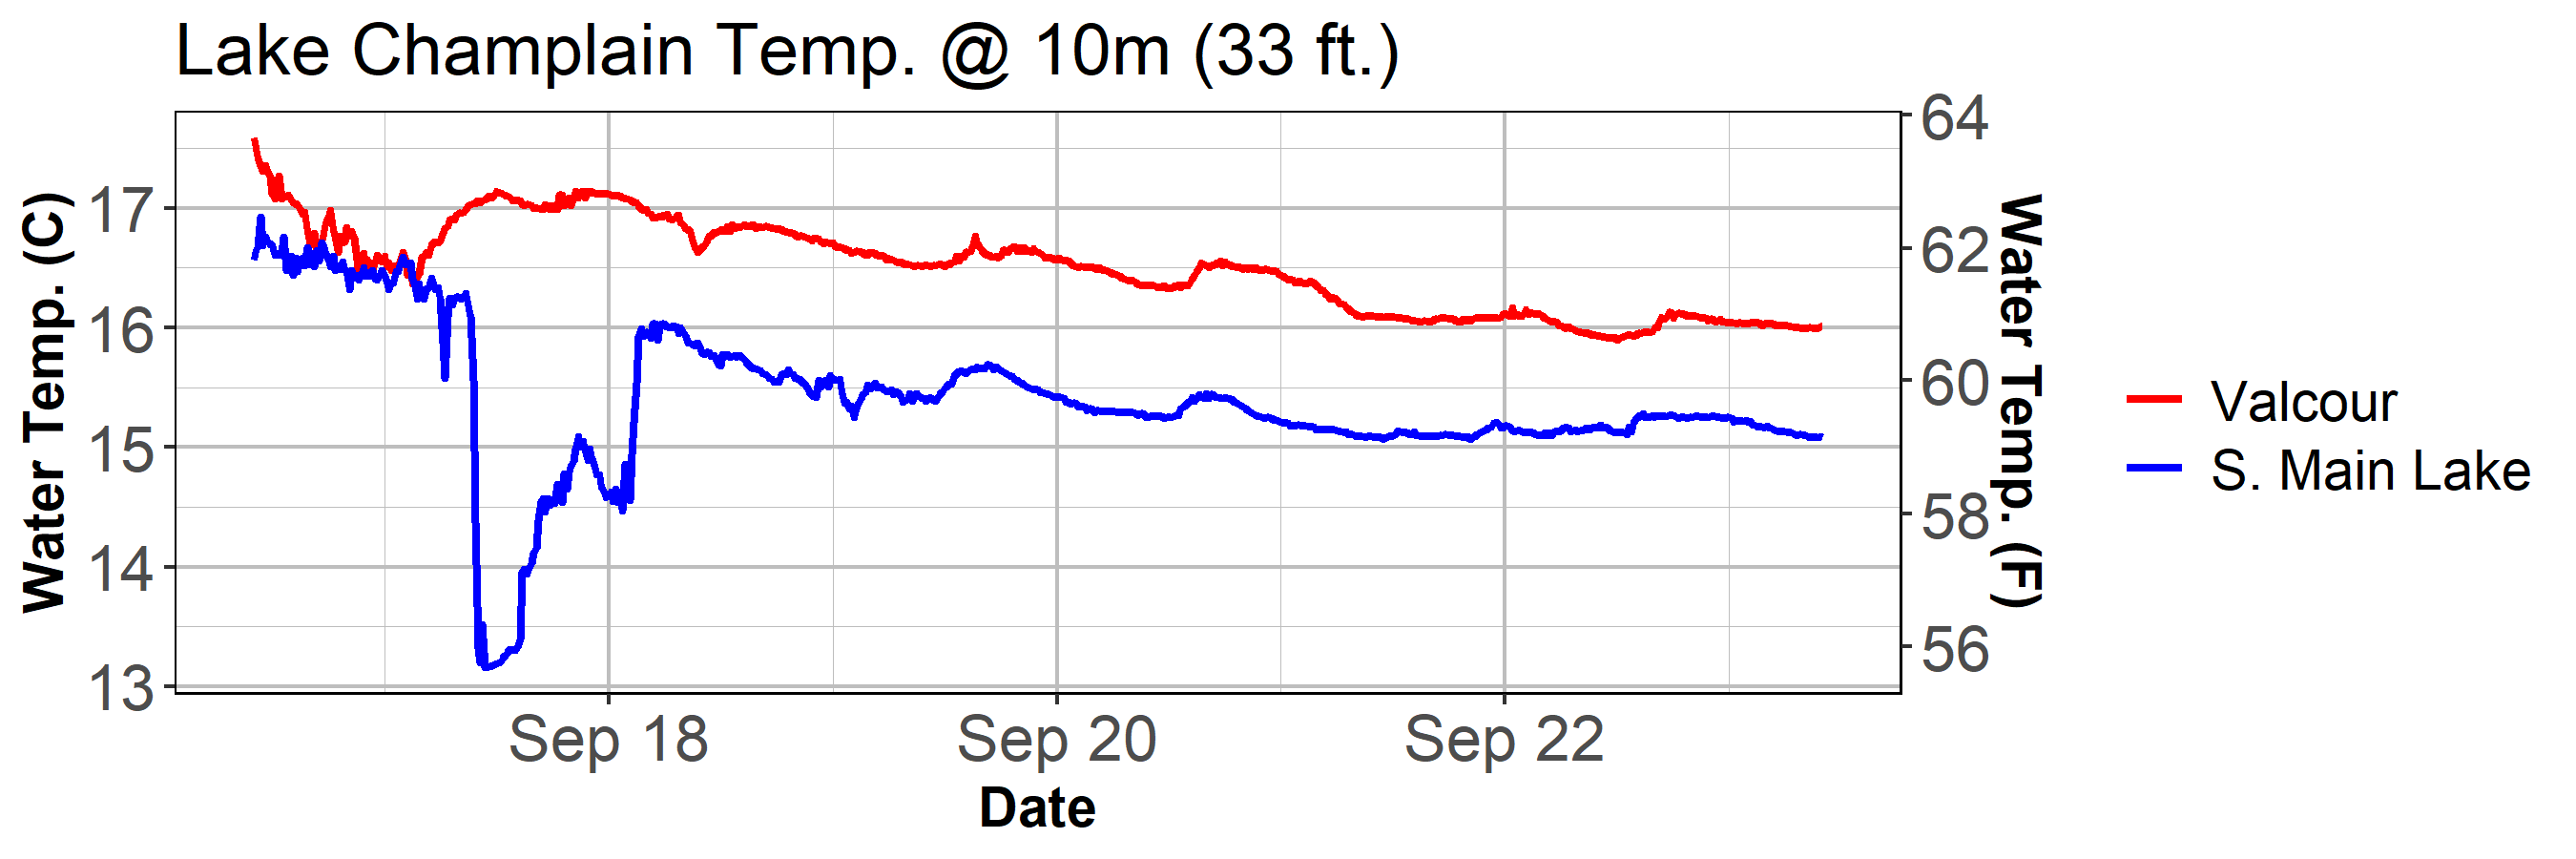 Lake Champlain Temp. @ 10m (33 ft.)
Water Temp. (C)
17
16
15
14
13
64
62
60
58
56
Water Temp. (F)
Sep 18
Sep 20
Sep 22
Date
Valcour
S. Main Lake